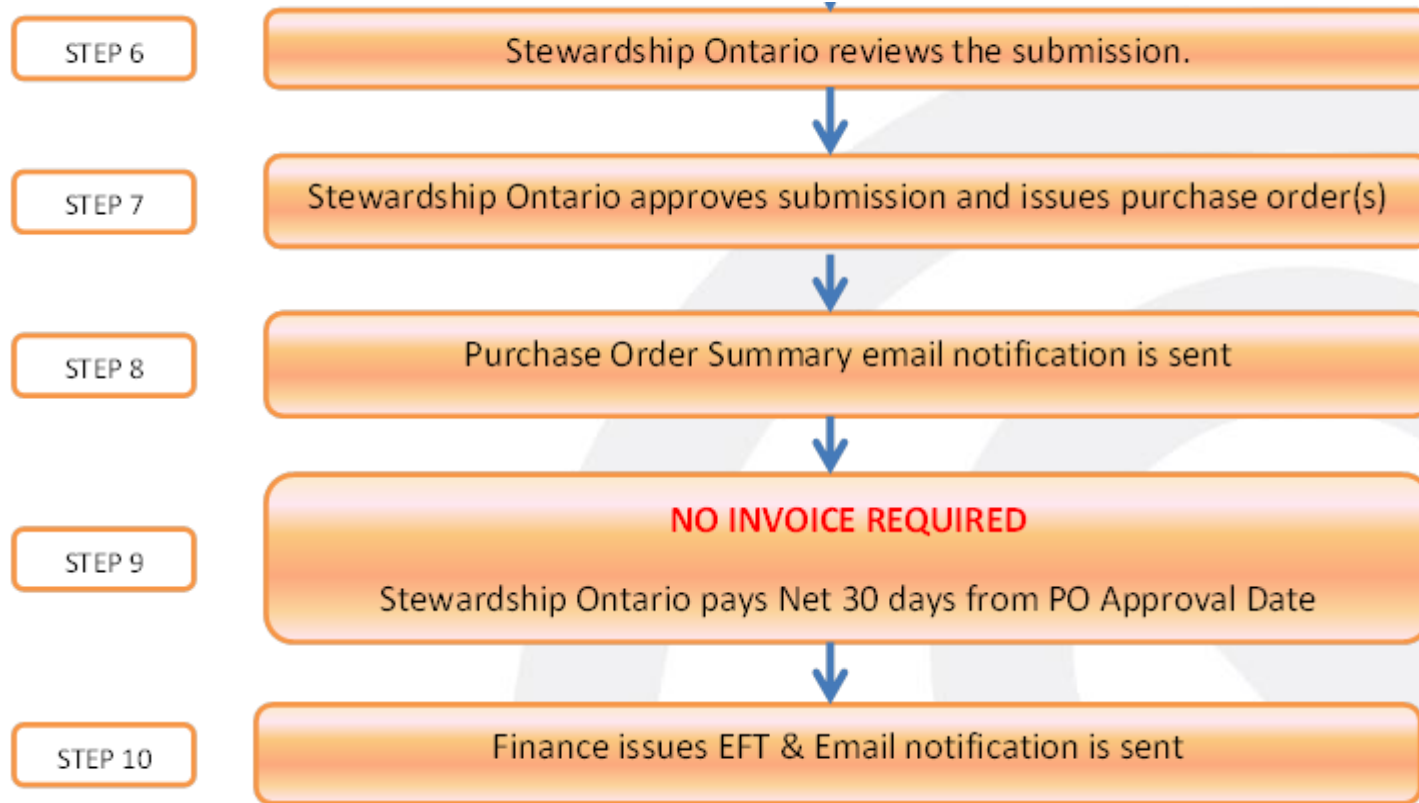 STEP 6
Stewardship Ontario reviews the submission.
STEP 7
Stewardship Ontario approves submission and issues purchase order(s)
STEP 8
Purchase Order Summary email notification is sent
STEP 9
NO INVOICE REQUIRED
Stewardship Ontario pays Net 30 days from PO Approval Date
STEP 10
Finance issues EFT & Email notification is sent